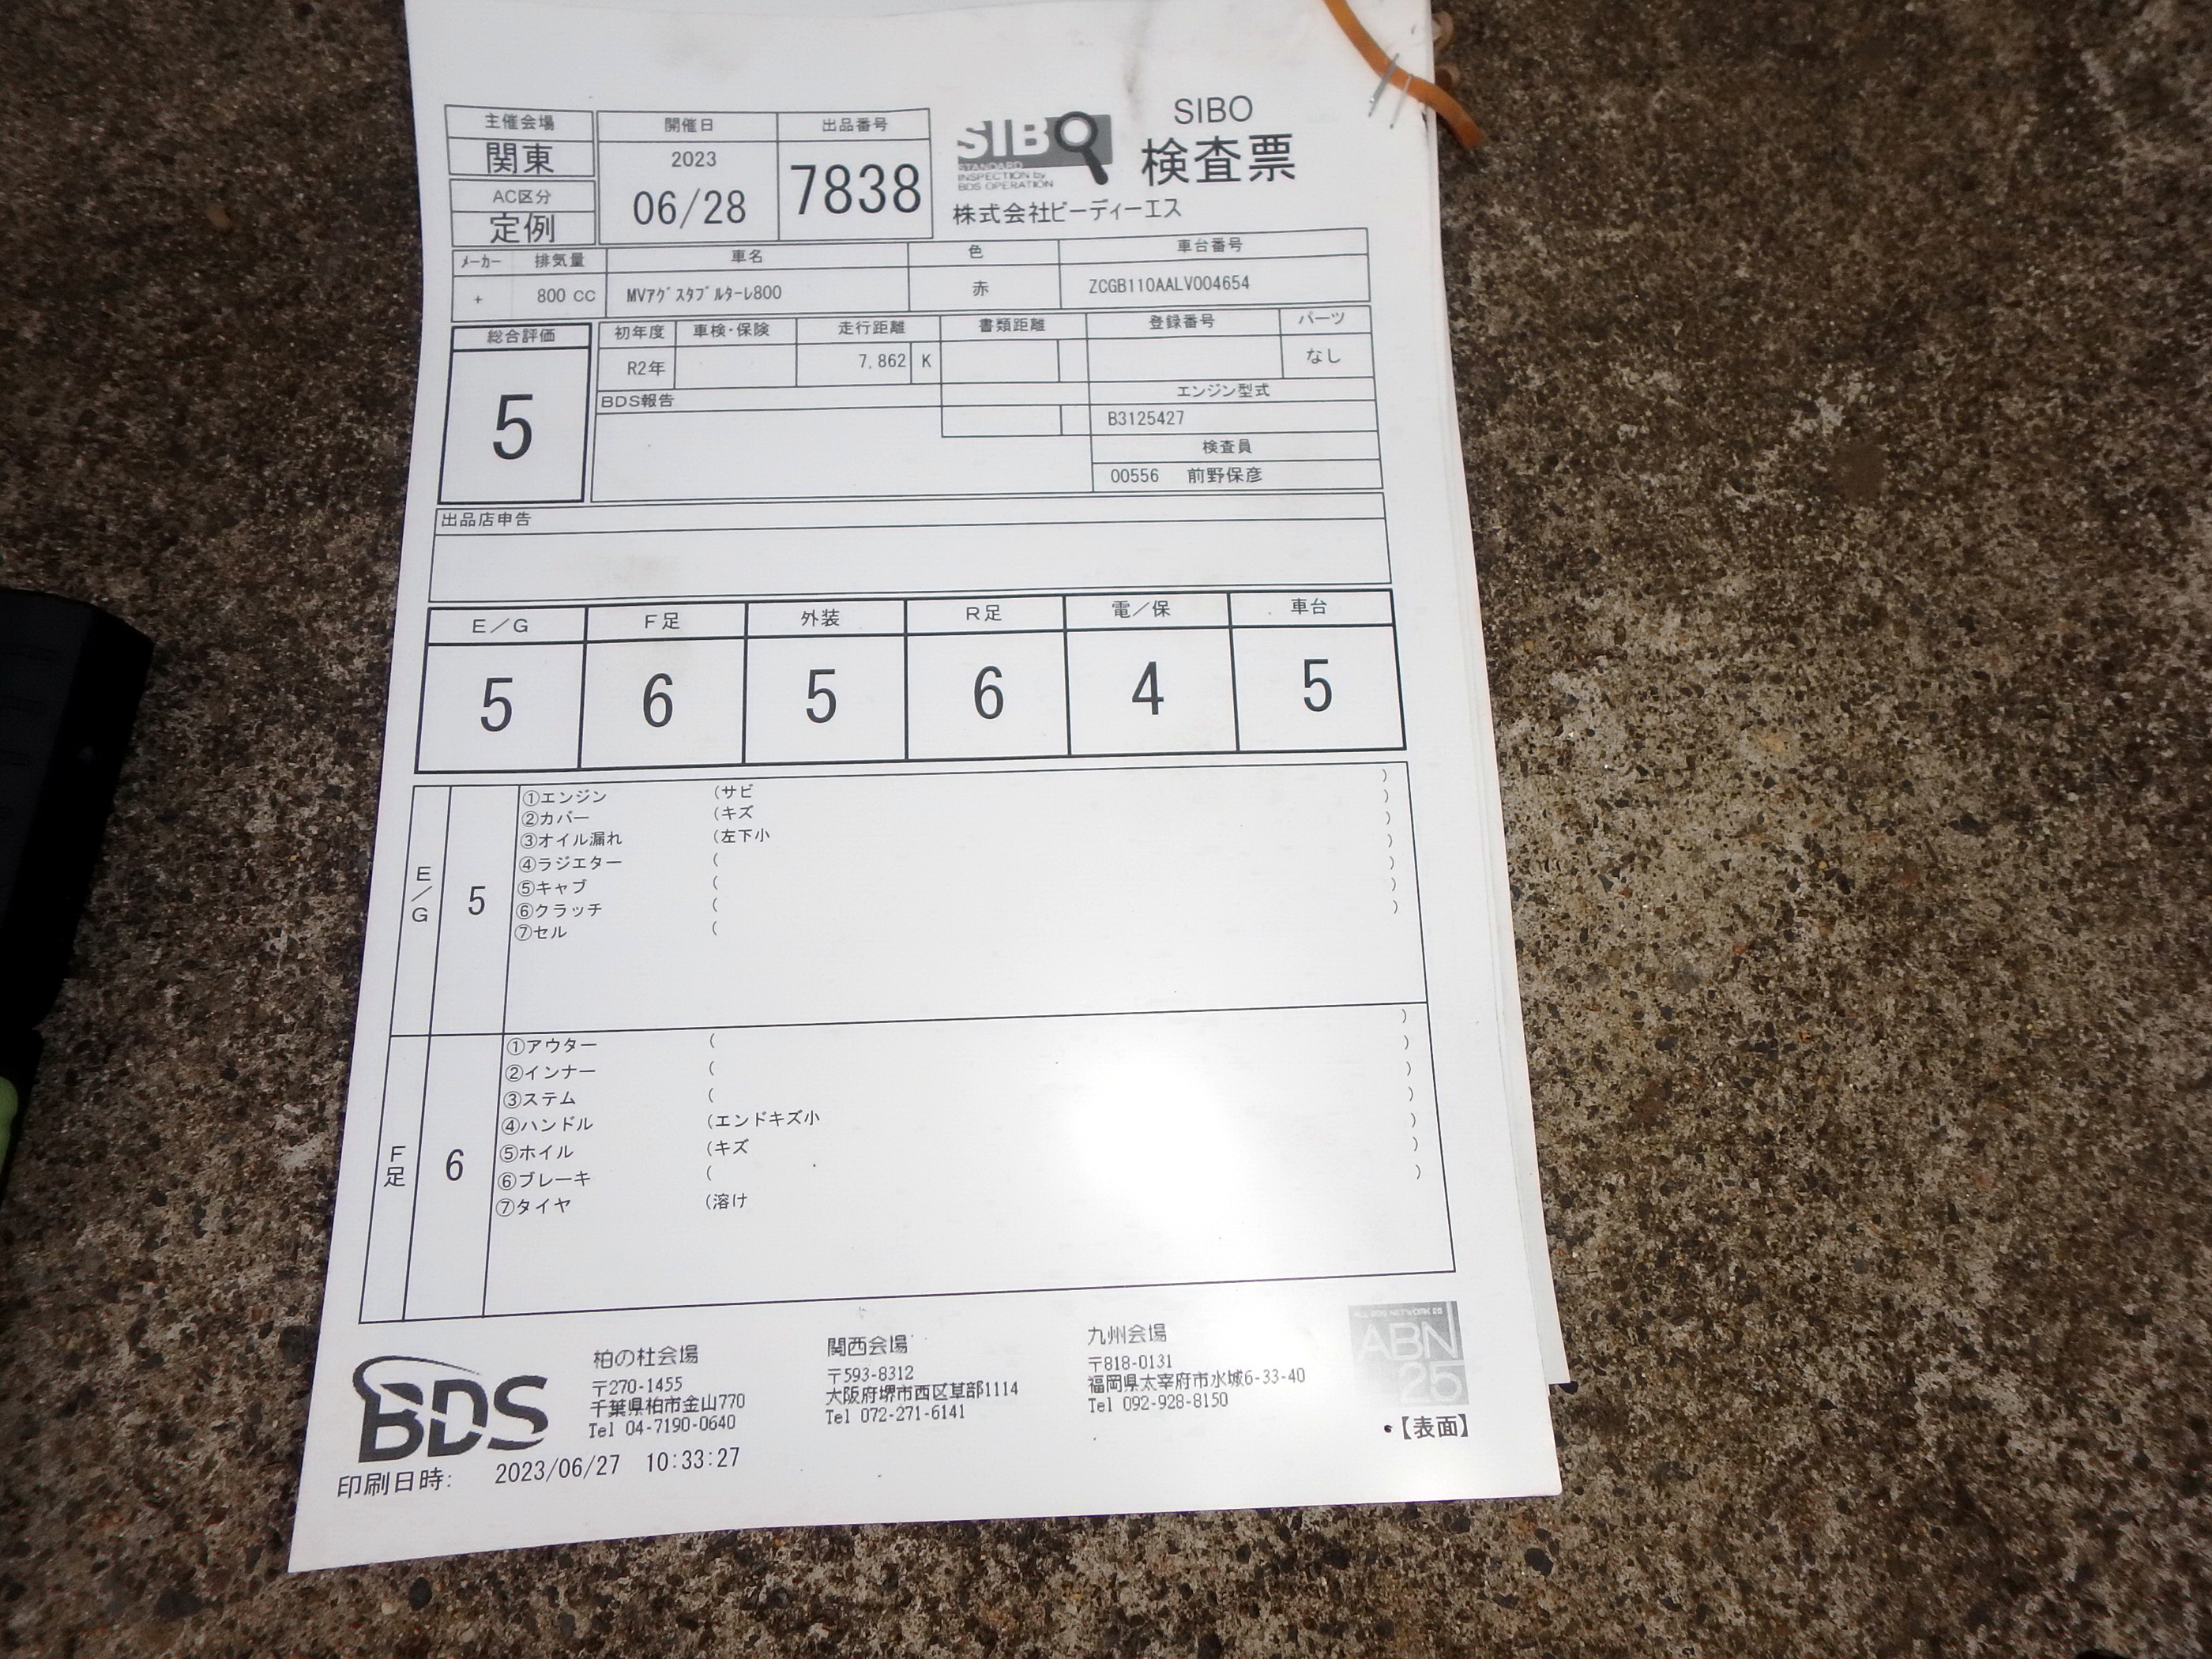 主催会場
関東
AC区分
定例
開催日
2023
06/28
出品番号
7838
SIBO
STANDARD
INSPECTION by
BDS OPERATION
SIBO
検査票
株式会社ビーディーエス
メーカー 排気量 車名 色 車台番号
+ 800 CC MVアグスタブルターレ800 赤 ZCGB110AALV004654
総合評価
5
初年度 車検・保険 走行距離 書類距離 登録番号 パーツ
R2年 7,862 K なし
BDS報告
エンジン型式
B3125427
検査員
00556 前野保彦
出品店申告
E/G F足 外装 R足 電/保 車台
5 6 5 6 4 5
E/G
5
①エンジン (サビ )
②カバー (キズ )
③オイル漏れ (左下小 )
④ラジエター ( )
⑤キャブ ( )
⑥クラッチ ( )
⑦セル ( )
F足
6
①アウター ( )
②インナー ( )
③ステム ( )
④ハンドル (エンドキズ小 )
⑤ホイル (キズ )
⑥ブレーキ ( )
⑦タイヤ (溶け )
BDS
柏の杜会場
〒270-1455
千葉県柏市金山770
Tel 04-7190-0640
関西会場
〒593-8312
大阪府堺市西区草部1114
Tel 072-271-6141
九州会場
〒818-0131
福岡県太宰府市水城6-33-40
Tel 092-928-8150
ALL BDS NETWORK 25
ABN
25
【表面】
印刷日時: 2023/06/27 10:33:27